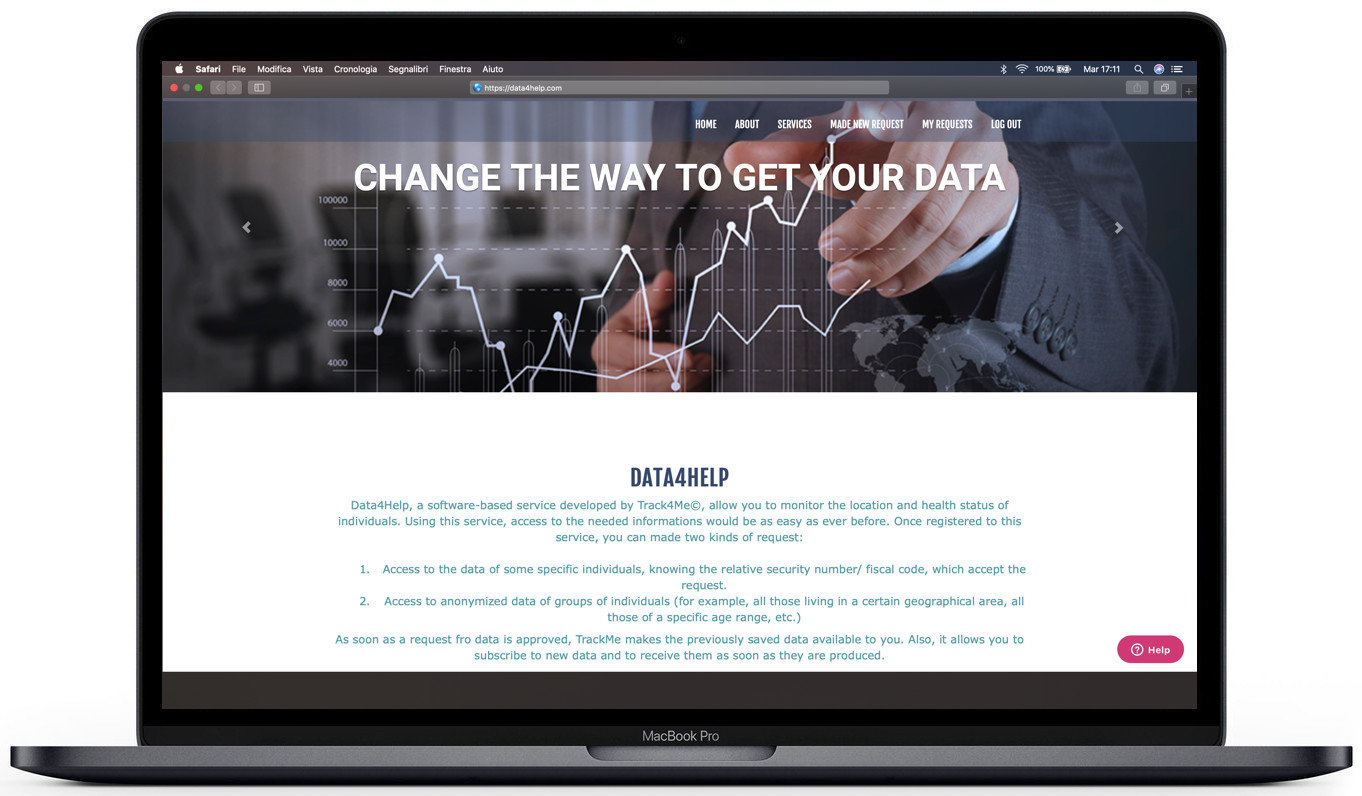 Safari File Modifica Vista Cronologia Segnalibri Finestra Aiuto 100% Mar 17:11
https://data4help.com
HOME ABOUT SERVICES MADE NEW REQUEST MY REQUESTS LOG OUT
CHANGE THE WAY TO GET YOUR DATA
100000
10000
8000
6000
4000
DATA4HELP
Data4Help, a software-based service developed by Track4Me©, allow you to monitor the location and health status of
individuals. Using this service, access to the needed informations would be as easy as ever before. Once registered to this
service, you can made two kinds of request:
1. Access to the data of some specific individuals, knowing the relative security number/ fiscal code, which accept the
request.
2. Access to anonymized data of groups of individuals (for example, all those living in a certain geographical area, all
those of a specific age range, etc.)
As soon as a request fro data is approved, TrackMe makes the previously saved data available to you. Also, it allows you to
subscribe to new data and to receive them as soon as they are produced.
Help
MacBook Pro